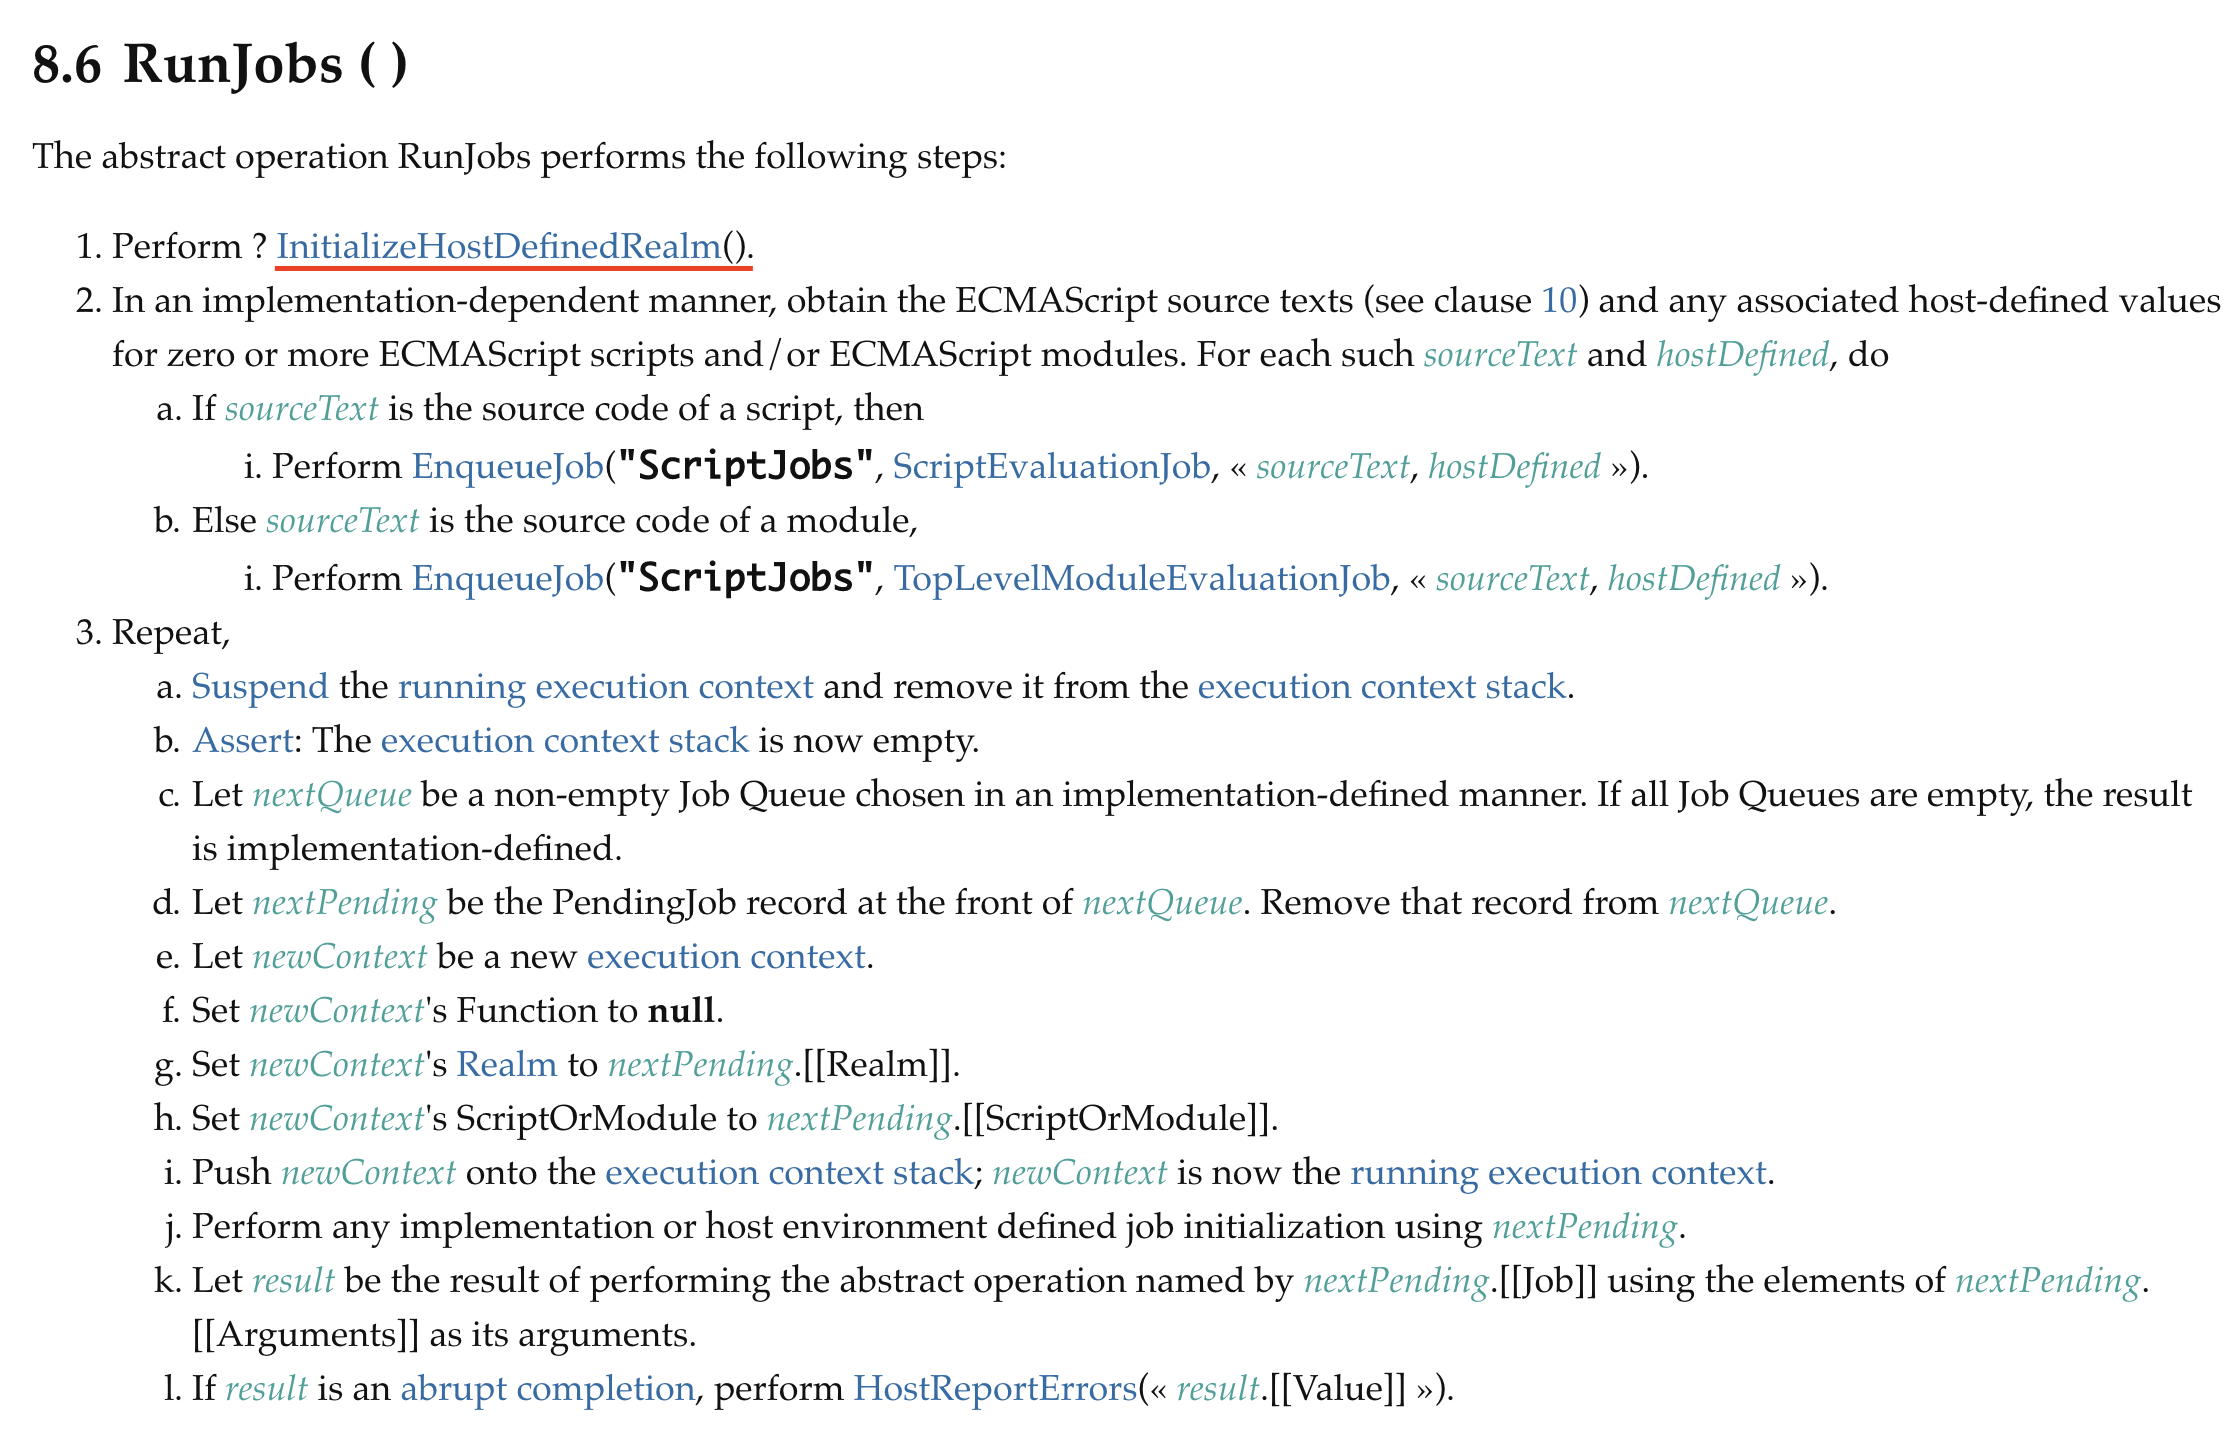 8.6 RunJobs ( )
The abstract operation RunJobs performs the following steps:
1. Perform ? InitializeHostDefinedRealm().
2. In an implementation-dependent manner, obtain the ECMAScript source texts (see clause 10) and any associated host-defined values
for zero or more ECMAScript scripts and/or ECMAScript modules. For each such sourceText and hostDefined, do
a. If sourceText is the source code of a script, then
i. Perform EnqueueJob("ScriptJobs", ScriptEvaluationJob, « sourceText, hostDefined »).
b. Else sourceText is the source code of a module,
i. Perform EnqueueJob("ScriptJobs", TopLevelModuleEvaluationJob, « sourceText, hostDefined »).
3. Repeat,
a. Suspend the running execution context and remove it from the execution context stack.
b. Assert: The execution context stack is now empty.
c. Let nextQueue be a non-empty Job Queue chosen in an implementation-defined manner. If all Job Queues are empty, the result
is implementation-defined.
d. Let nextPending be the PendingJob record at the front of nextQueue. Remove that record from nextQueue.
e. Let newContext be a new execution context.
f. Set newContext's Function to null.
g. Set newContext's Realm to nextPending.[[Realm]].
h. Set newContext's ScriptOrModule to nextPending.[[ScriptOrModule]].
i. Push newContext onto the execution context stack; newContext is now the running execution context.
j. Perform any implementation or host environment defined job initialization using nextPending.
k. Let result be the result of performing the abstract operation named by nextPending.[[Job]] using the elements of nextPending.
[[Arguments]] as its arguments.
l. If result is an abrupt completion, perform HostReportErrors(« result.[[Value]] »).